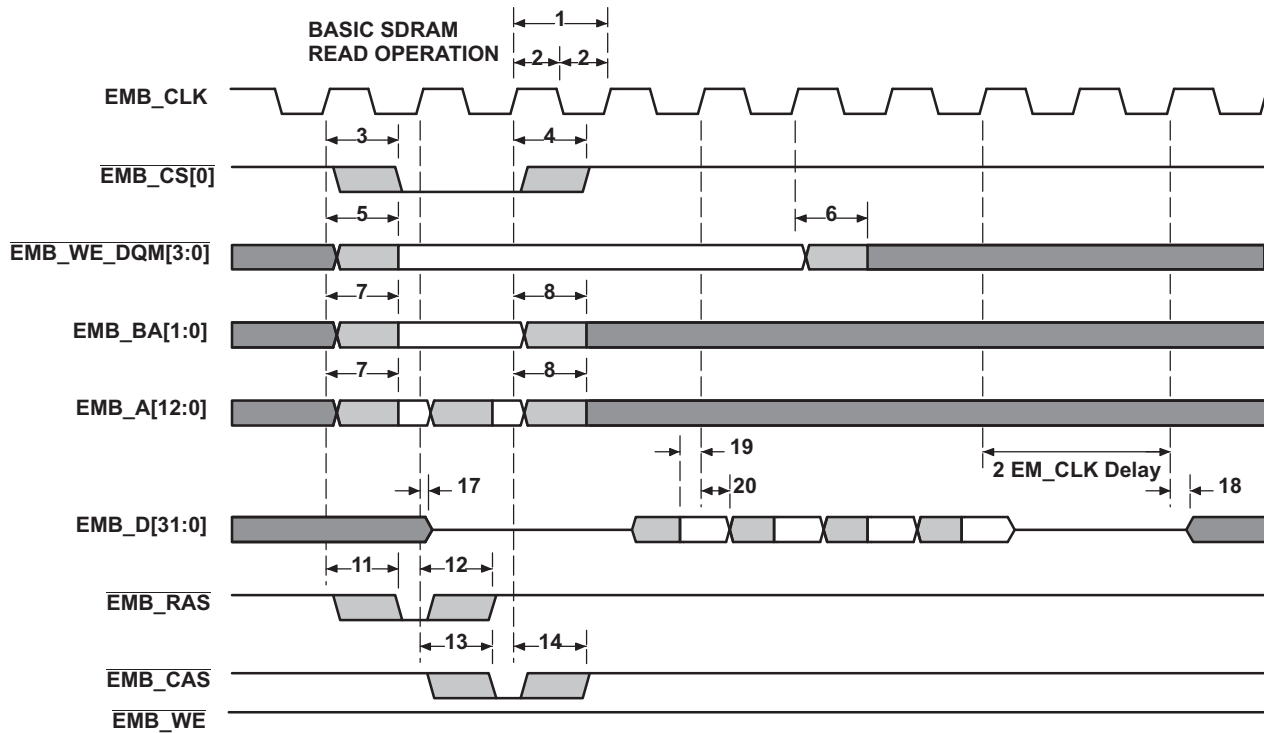 BASIC SDRAM
READ OPERATION
1
2 2
EMB_CLK
3 4
EMB_CS[0]
5 6
EMB_WE_DQM[3:0]
7 8
EMB_BA[1:0]
7 8
EMB_A[12:0]
19
2 EM_CLK Delay
17 20 18
EMB_D[31:0]
11 12
EMB_RAS
13 14
EMB_CAS
EMB_WE